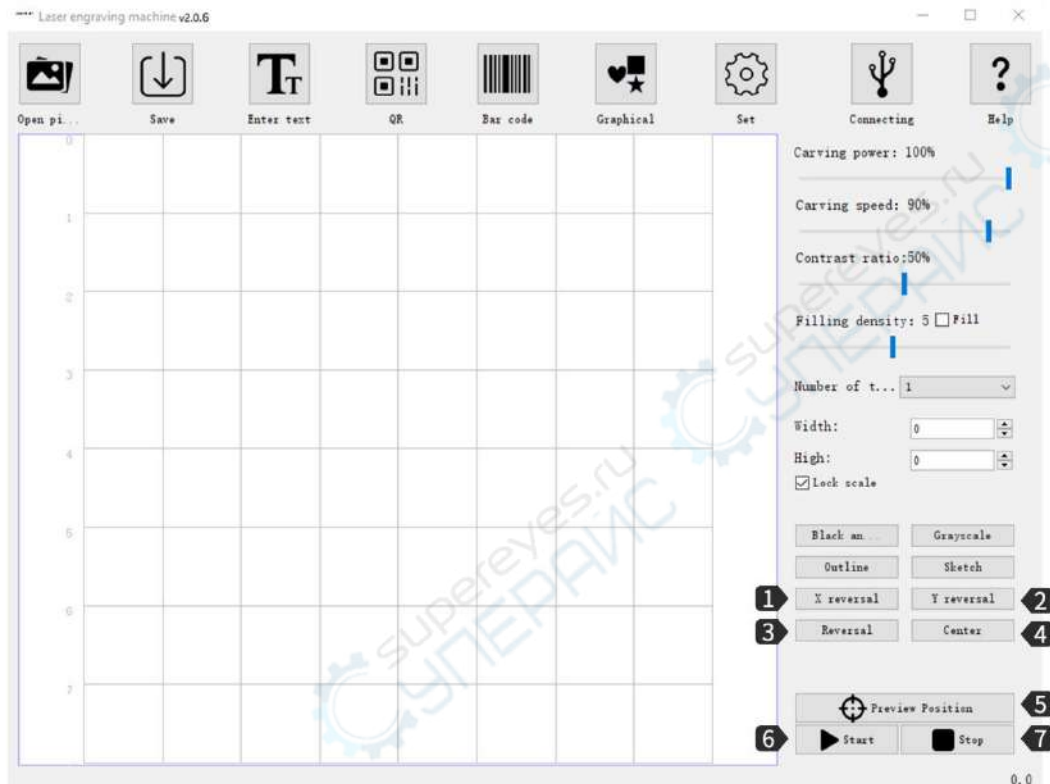 Laser engraving machine v2.0.6
Open pi...
Save
Enter text
QR
Bar code
Graphical
Set
Connecting
Help
0
1
2
3
4
5
6
7
Carving power: 100%
Carving speed: 90%
Contrast ratio:50%
Filling density: 5 Fill
Number of t... 1
Width: 0
High: 0
Lock scale
Black an...
Grayscale
Outline
Sketch
1 X reversal
Y reversal 2
3 Reversal
Center 4
Preview Position 5
6 Start
Stop 7
0,0
supereyes.ru
СУПЕРАЙС
supereyes.ru
СУПЕРАЙС